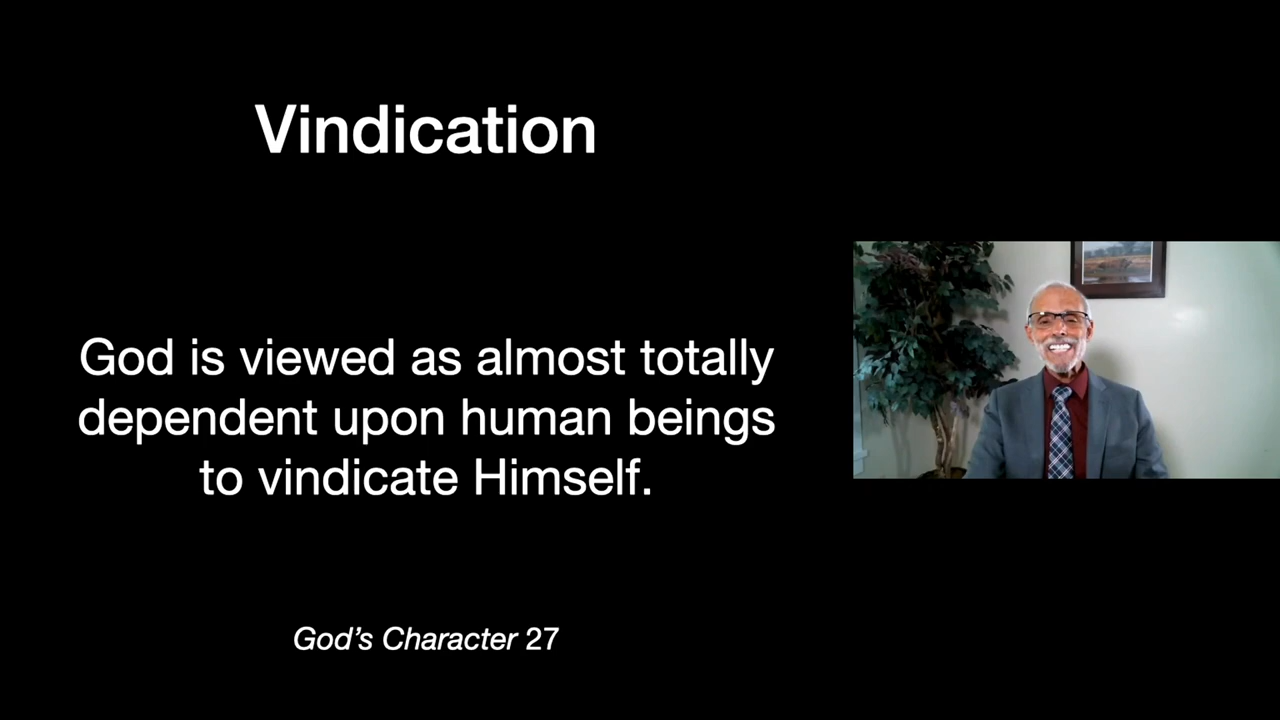 Vindication
God is viewed as almost totally
dependent upon human beings
to vindicate Himself.
God’s Character 27